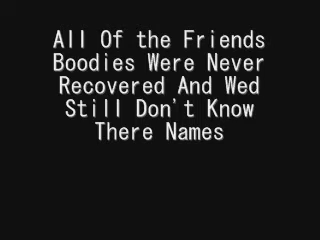 All Of the Friends
Boodies Were Never
Recovered And Wed
Still Don't Know
There Names